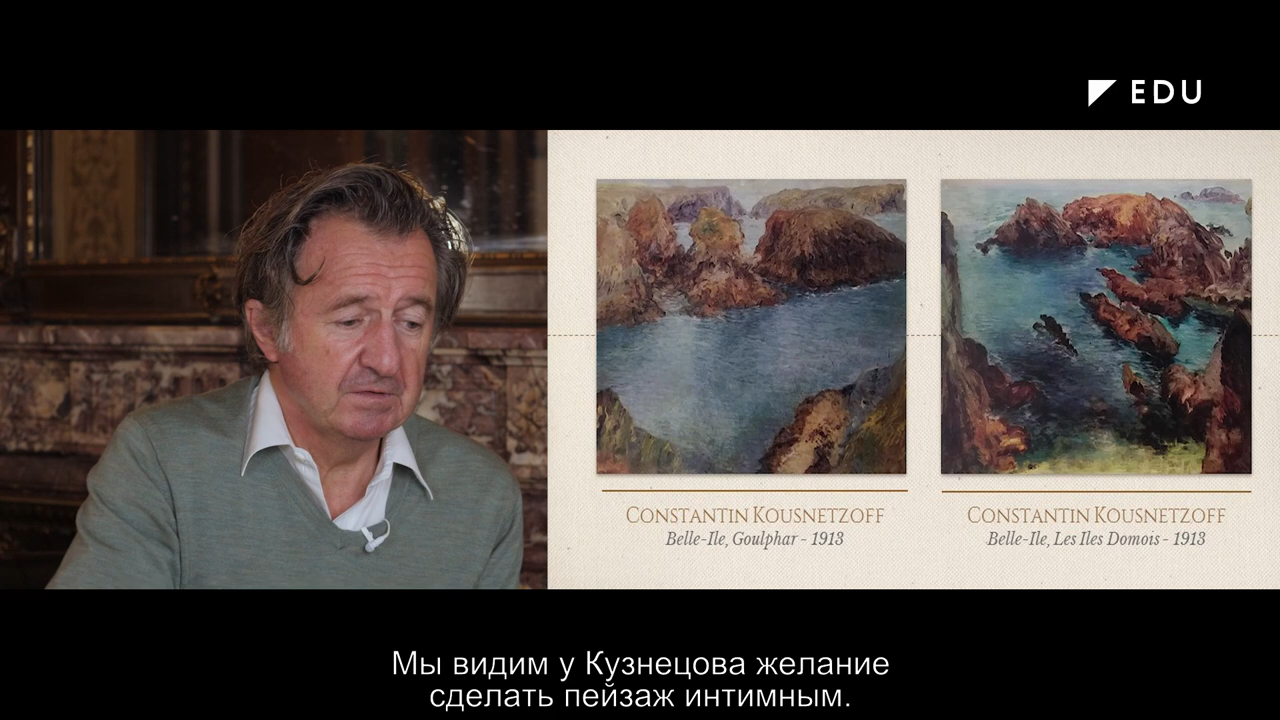 EDU
CONSTANTIN KOUSNETZOFF
Belle-Ile, Goulphar - 1913
CONSTANTIN KOUSNETZOFF
Belle-Ile, Les Iles Domois - 1913
Мы видим у Кузнецова желание
сделать пейзаж интимным.